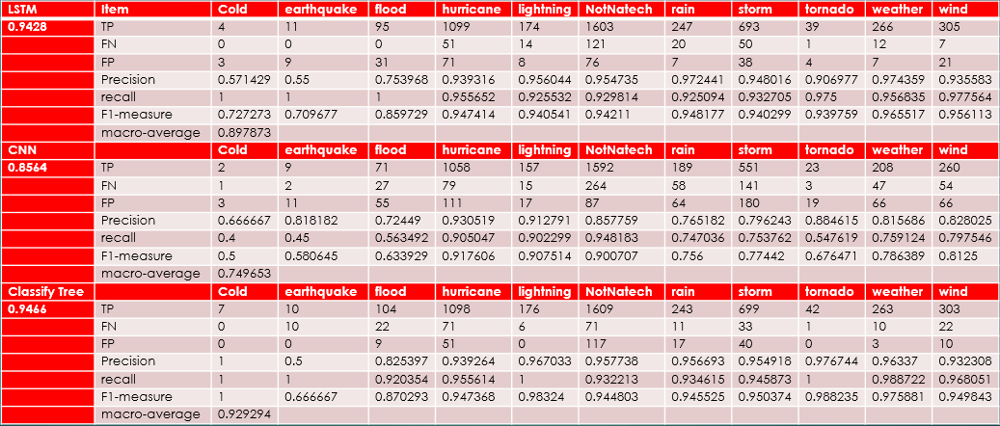 LSTM Item Cold earthquake flood hurricane lightning NotNatech rain storm tornado weather wind
0.9428 TP 4 11 95 1099 174 1603 247 693 39 266 305
FN 0 0 0 51 14 121 20 50 1 12 7
FP 3 9 31 71 8 76 7 38 4 7 21
Precision 0.571429 0.55 0.753968 0.939316 0.956044 0.954735 0.972441 0.948016 0.906977 0.974359 0.935583
recall 1 1 1 0.955652 0.925532 0.929814 0.925094 0.932705 0.975 0.956835 0.977564
F1-measure 0.727273 0.709677 0.859729 0.947414 0.940541 0.94211 0.948177 0.940299 0.939759 0.965517 0.956113
macro-average 0.897873
CNN Cold earthquake flood hurricane lightning NotNatech rain storm tornado weather wind
0.8564 TP 2 9 71 1058 157 1592 189 551 23 208 260
FN 1 2 27 79 15 264 58 141 3 47 54
FP 3 11 55 111 17 87 64 180 19 66 66
Precision 0.666667 0.818182 0.72449 0.930519 0.912791 0.857759 0.765182 0.796243 0.884615 0.815686 0.828025
recall 0.4 0.45 0.563492 0.905047 0.902299 0.948183 0.747036 0.753762 0.547619 0.759124 0.797546
F1-measure 0.5 0.580645 0.633929 0.917606 0.907514 0.900707 0.756 0.77442 0.676471 0.786389 0.8125
macro-average 0.749653
Classify Tree Cold earthquake flood hurricane lightning NotNatech rain storm tornado weather wind
0.9466 TP 7 10 104 1098 176 1609 243 699 42 263 303
FN 0 10 22 71 6 71 11 33 1 10 22
FP 0 0 9 51 0 117 17 40 0 3 10
Precision 1 0.5 0.825397 0.939264 0.967033 0.957738 0.956693 0.954918 0.976744 0.96337 0.932308
recall 1 1 0.920354 0.955614 1 0.932213 0.934615 0.945873 1 0.988722 0.968051
F1-measure 1 0.666667 0.870293 0.947368 0.98324 0.944803 0.945525 0.950374 0.988235 0.975881 0.949843
macro-average 0.929294